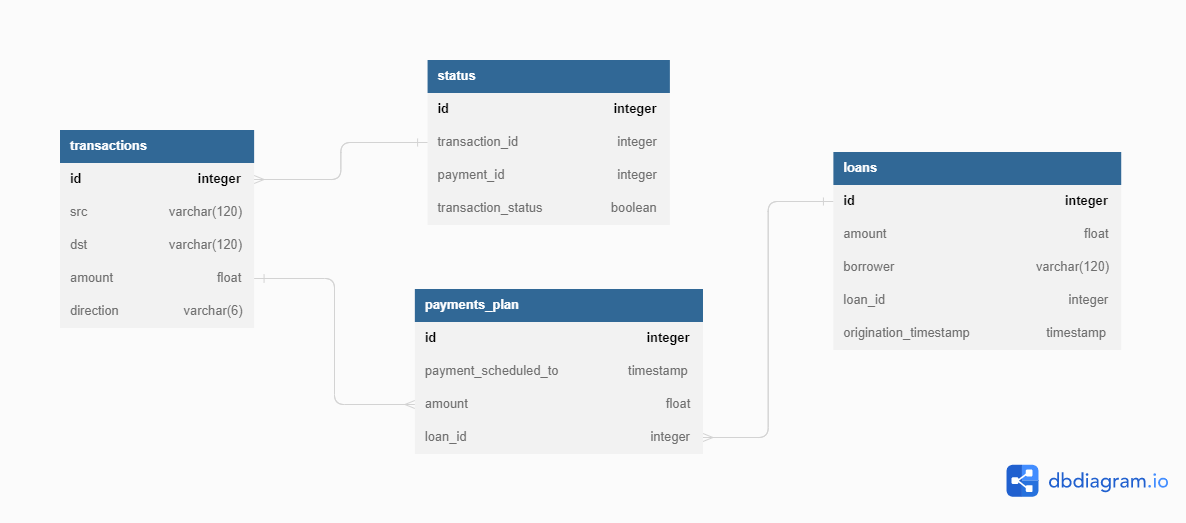 status
id integer
transaction_id integer
payment_id integer
transaction_status boolean
transactions
id integer
src varchar(120)
dst varchar(120)
amount float
direction varchar(6)
loans
id integer
amount float
borrower varchar(120)
loan_id integer
origination_timestamp timestamp
payments_plan
id integer
payment_scheduled_to timestamp
amount float
loan_id integer
dbdiagram.io